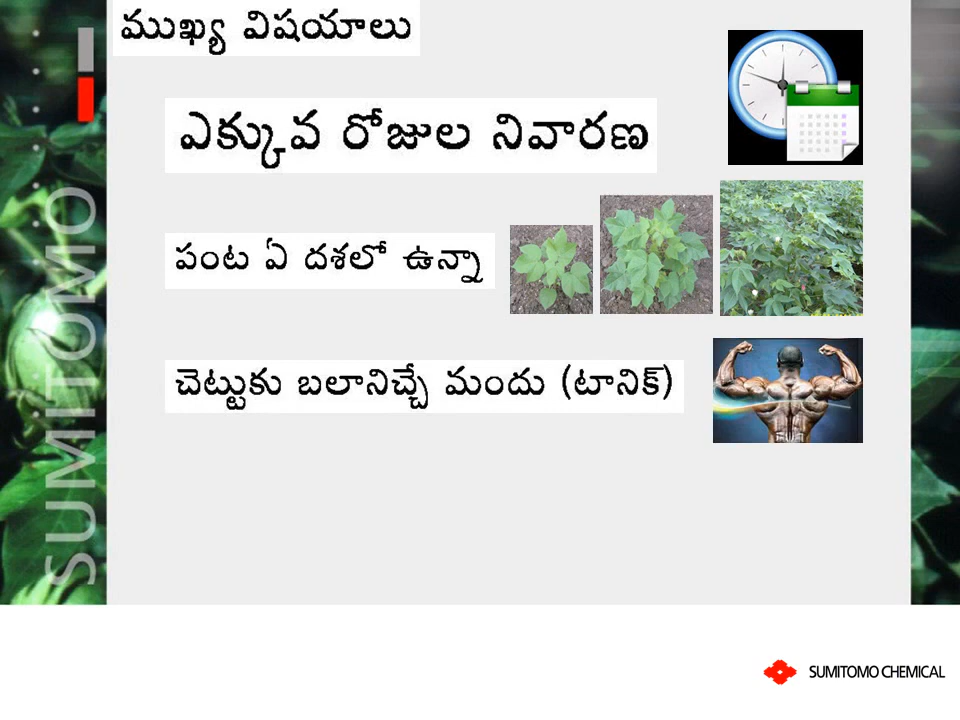 ముఖ్య విషయాలు
ఎక్కువ రోజుల నివారణ
పంట ఏ దశలో ఉన్నా
చెట్టుకు బలానిచ్చే మందు (టానిక్)
SUMITOMO
SUMITOMO CHEMICAL